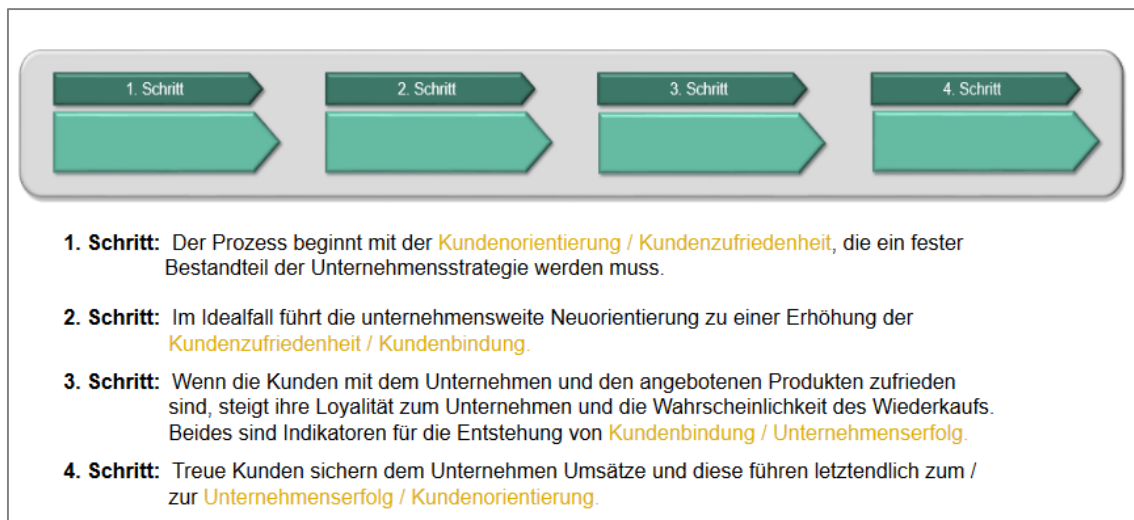 1. Schritt
2. Schritt
3. Schritt
4. Schritt
1. Schritt: Der Prozess beginnt mit der Kundenorientierung / Kundenzufriedenheit, die ein fester
Bestandteil der Unternehmensstrategie werden muss.
2. Schritt: Im Idealfall führt die unternehmensweite Neuorientierung zu einer Erhöhung der
Kundenzufriedenheit / Kundenbindung.
3. Schritt: Wenn die Kunden mit dem Unternehmen und den angebotenen Produkten zufrieden
sind, steigt ihre Loyalität zum Unternehmen und die Wahrscheinlichkeit des Wiederkaufs.
Beides sind Indikatoren für die Entstehung von Kundenbindung / Unternehmenserfolg.
4. Schritt: Treue Kunden sichern dem Unternehmen Umsätze und diese führen letztendlich zum /
zur Unternehmenserfolg / Kundenorientierung.